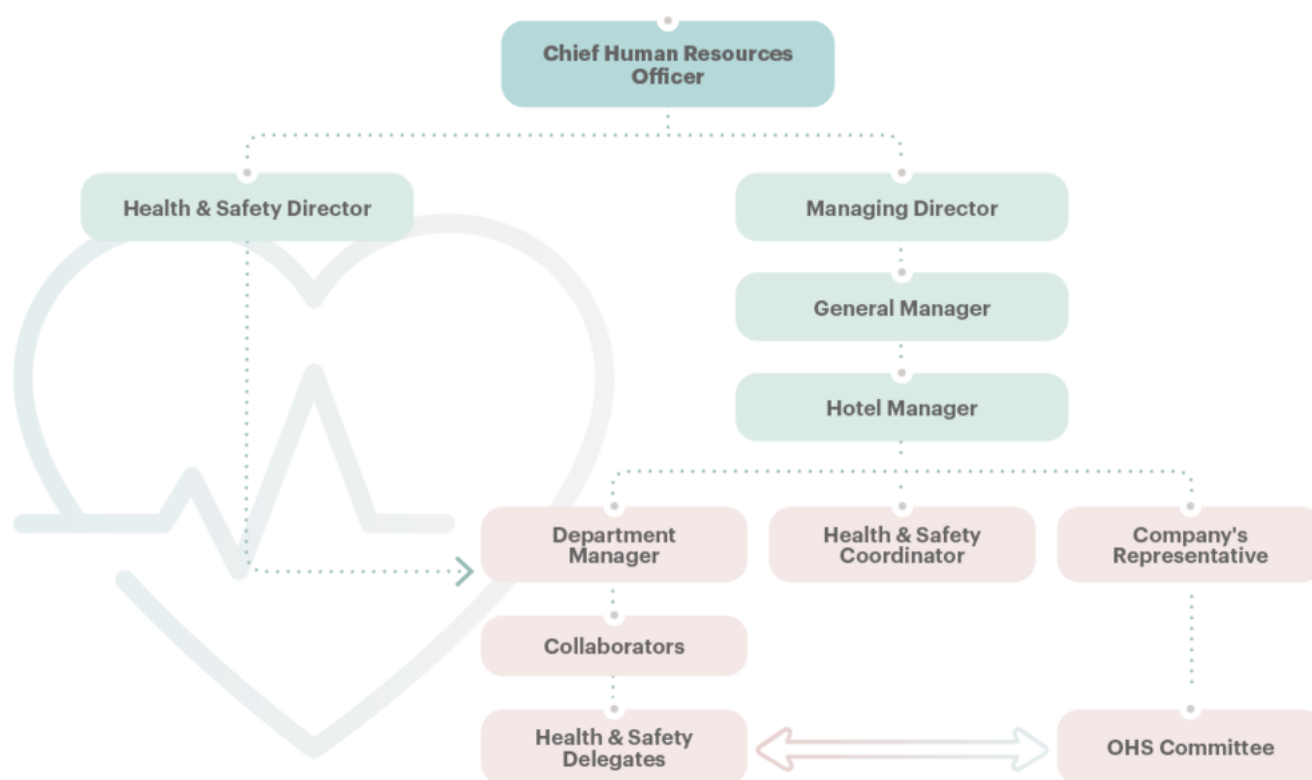 Chief Human Resources
Officer
Health & Safety Director
Managing Director
General Manager
Hotel Manager
Department
Manager
Health & Safety
Coordinator
Company's
Representative
Collaborators
Health & Safety
Delegates
OHS Committee